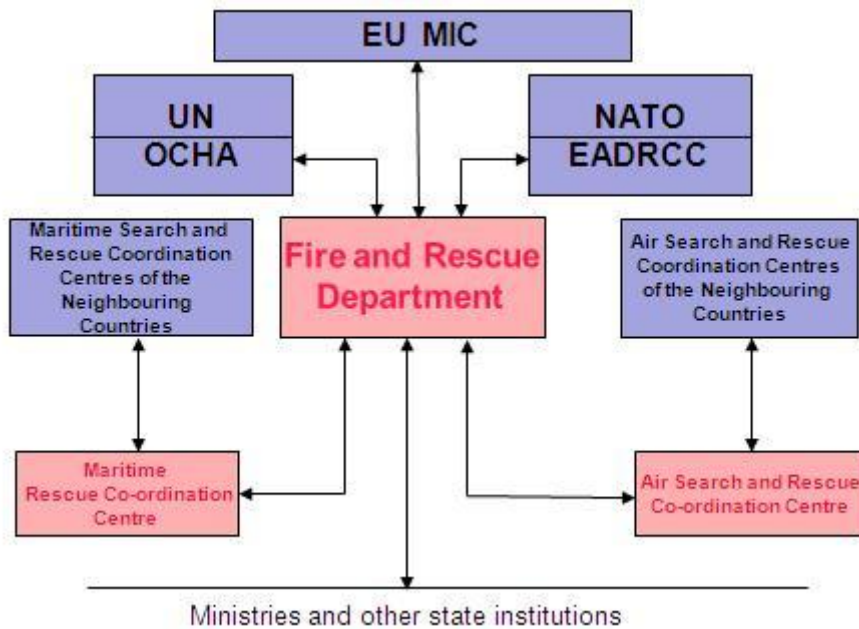 EU MIC
UN
OCHA
NATO
EADRCC
Maritime Search and
Rescue Coordination
Centres of the
Neighbouring
Countries
Fire and Rescue
Department
Air Search and Rescue
Coordination Centres
of the Neighbouring
Countries
Maritime
Rescue Co-ordination
Centre
Air Search and Rescue
Co-ordination Centre
Ministries and other state institutions